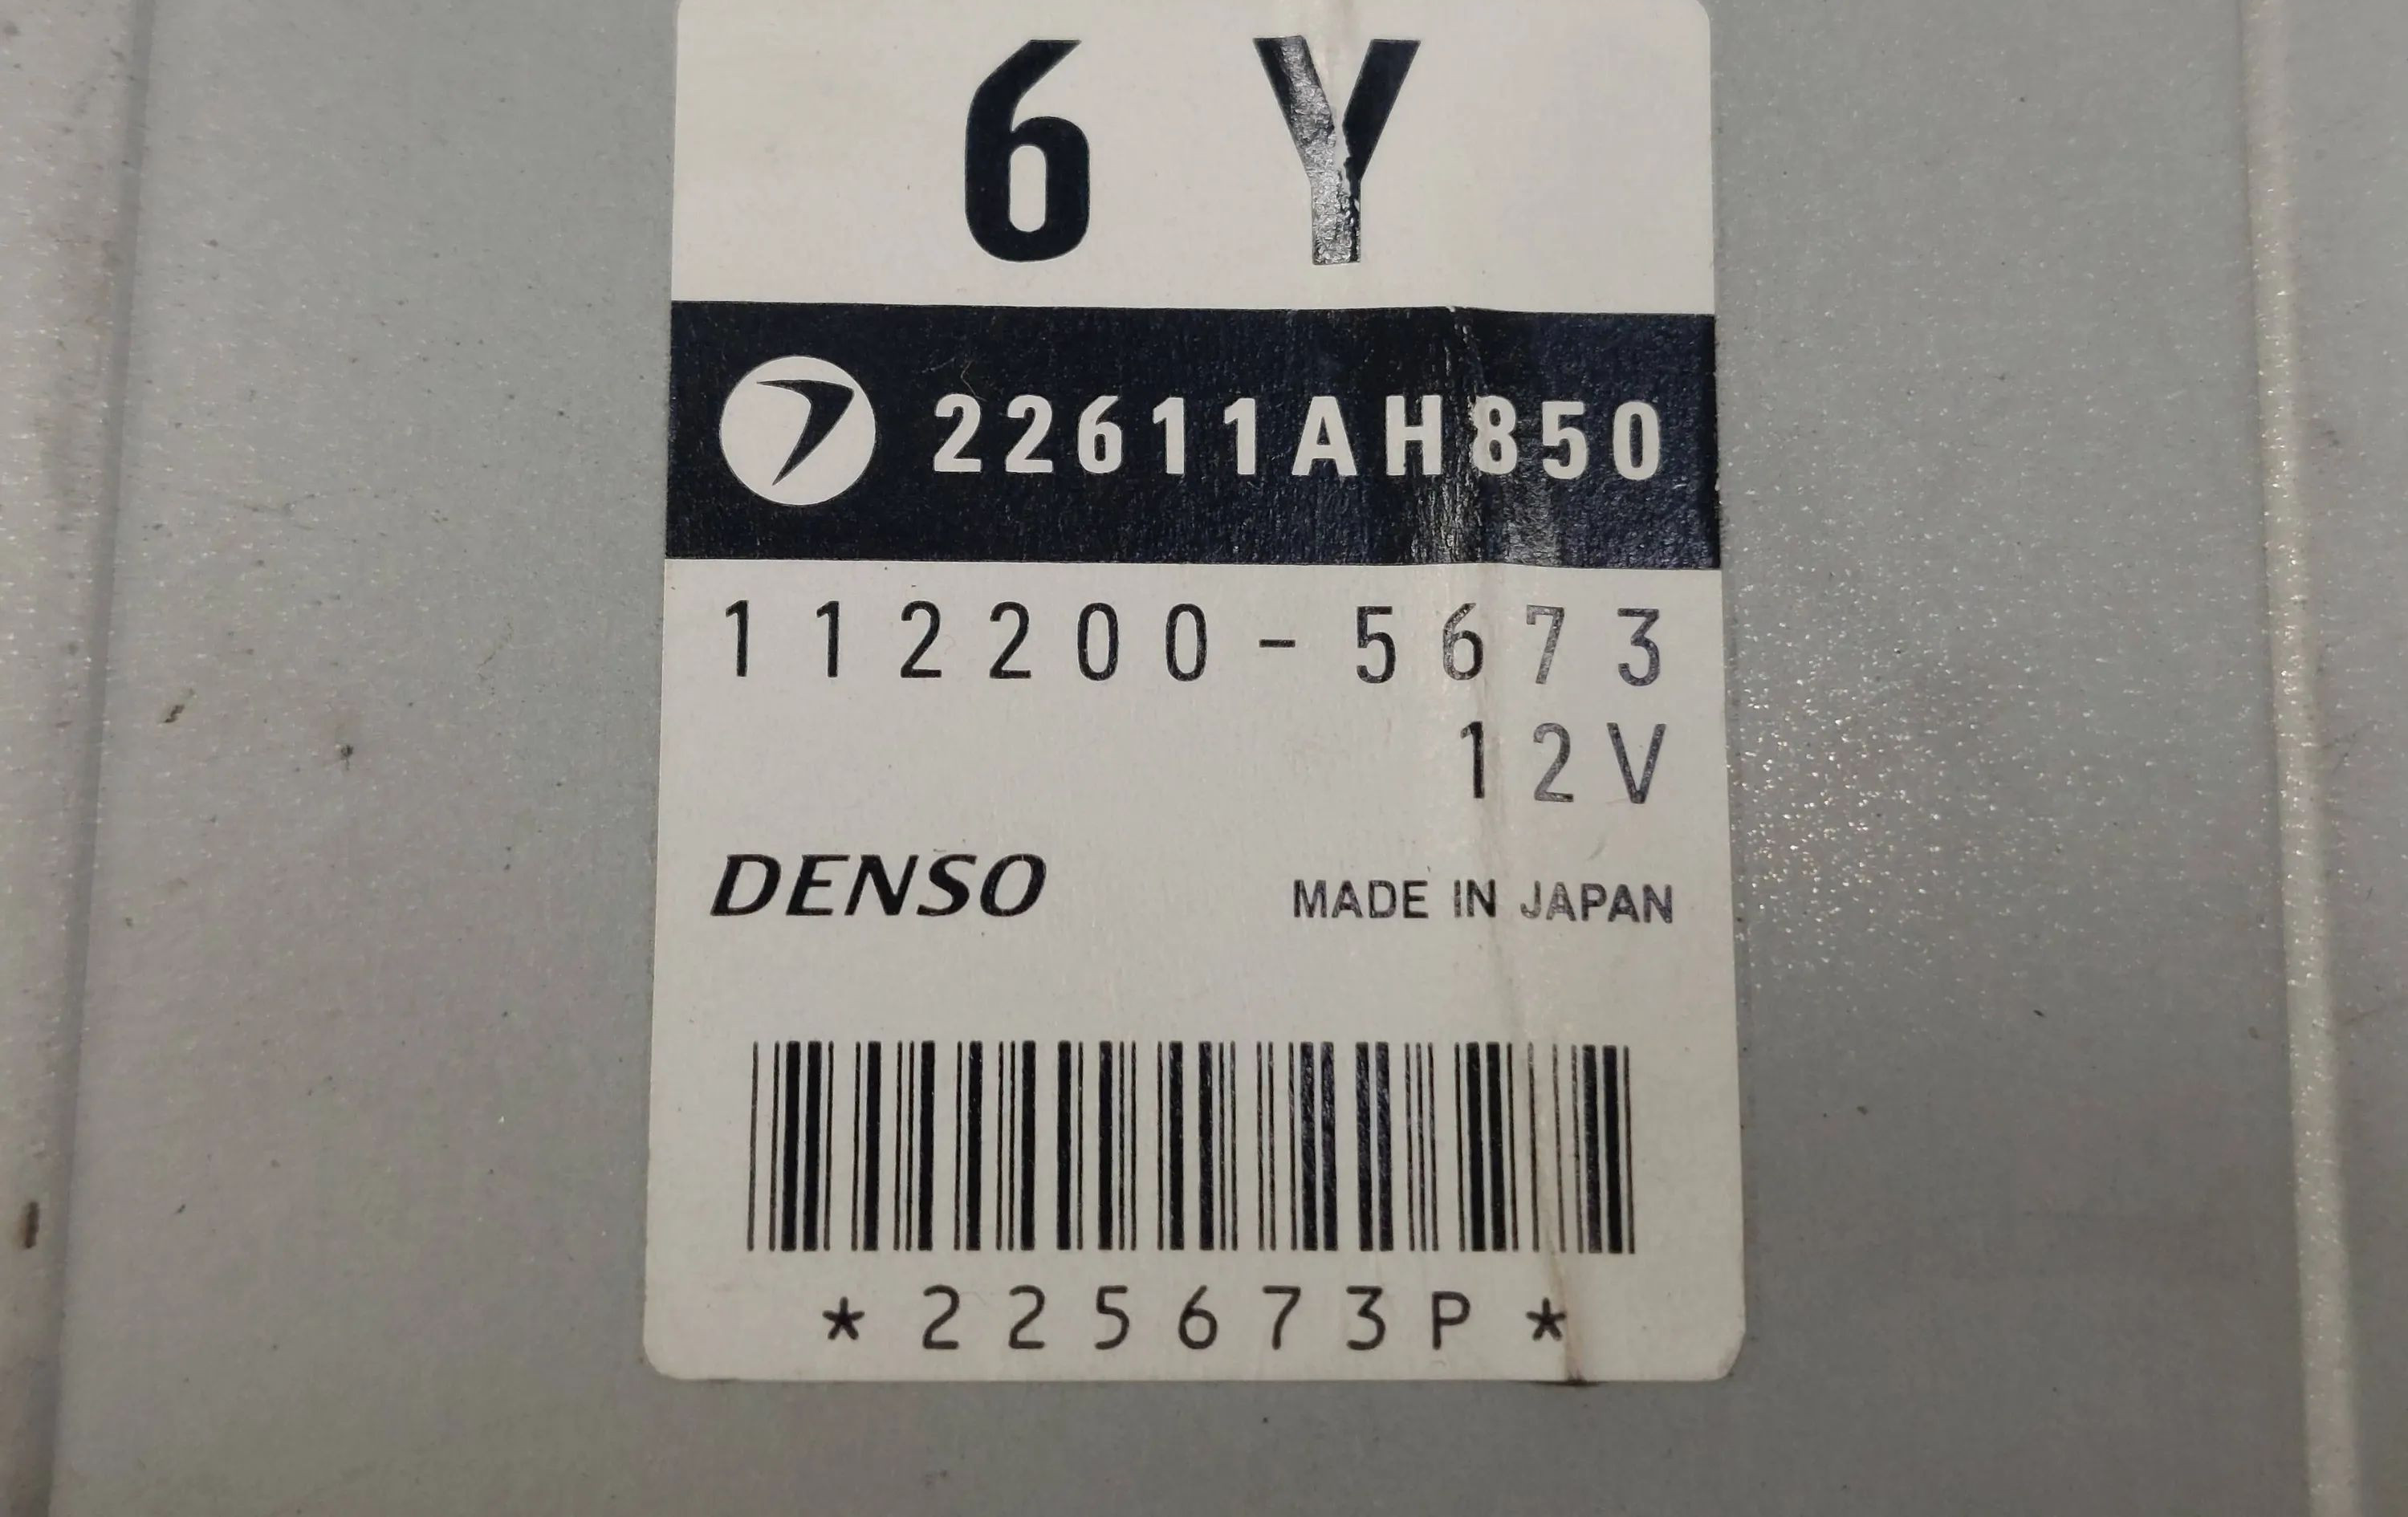 6 Y
22611AH850
112200-5673
12V
DENSO MADE IN JAPAN
*225673P*